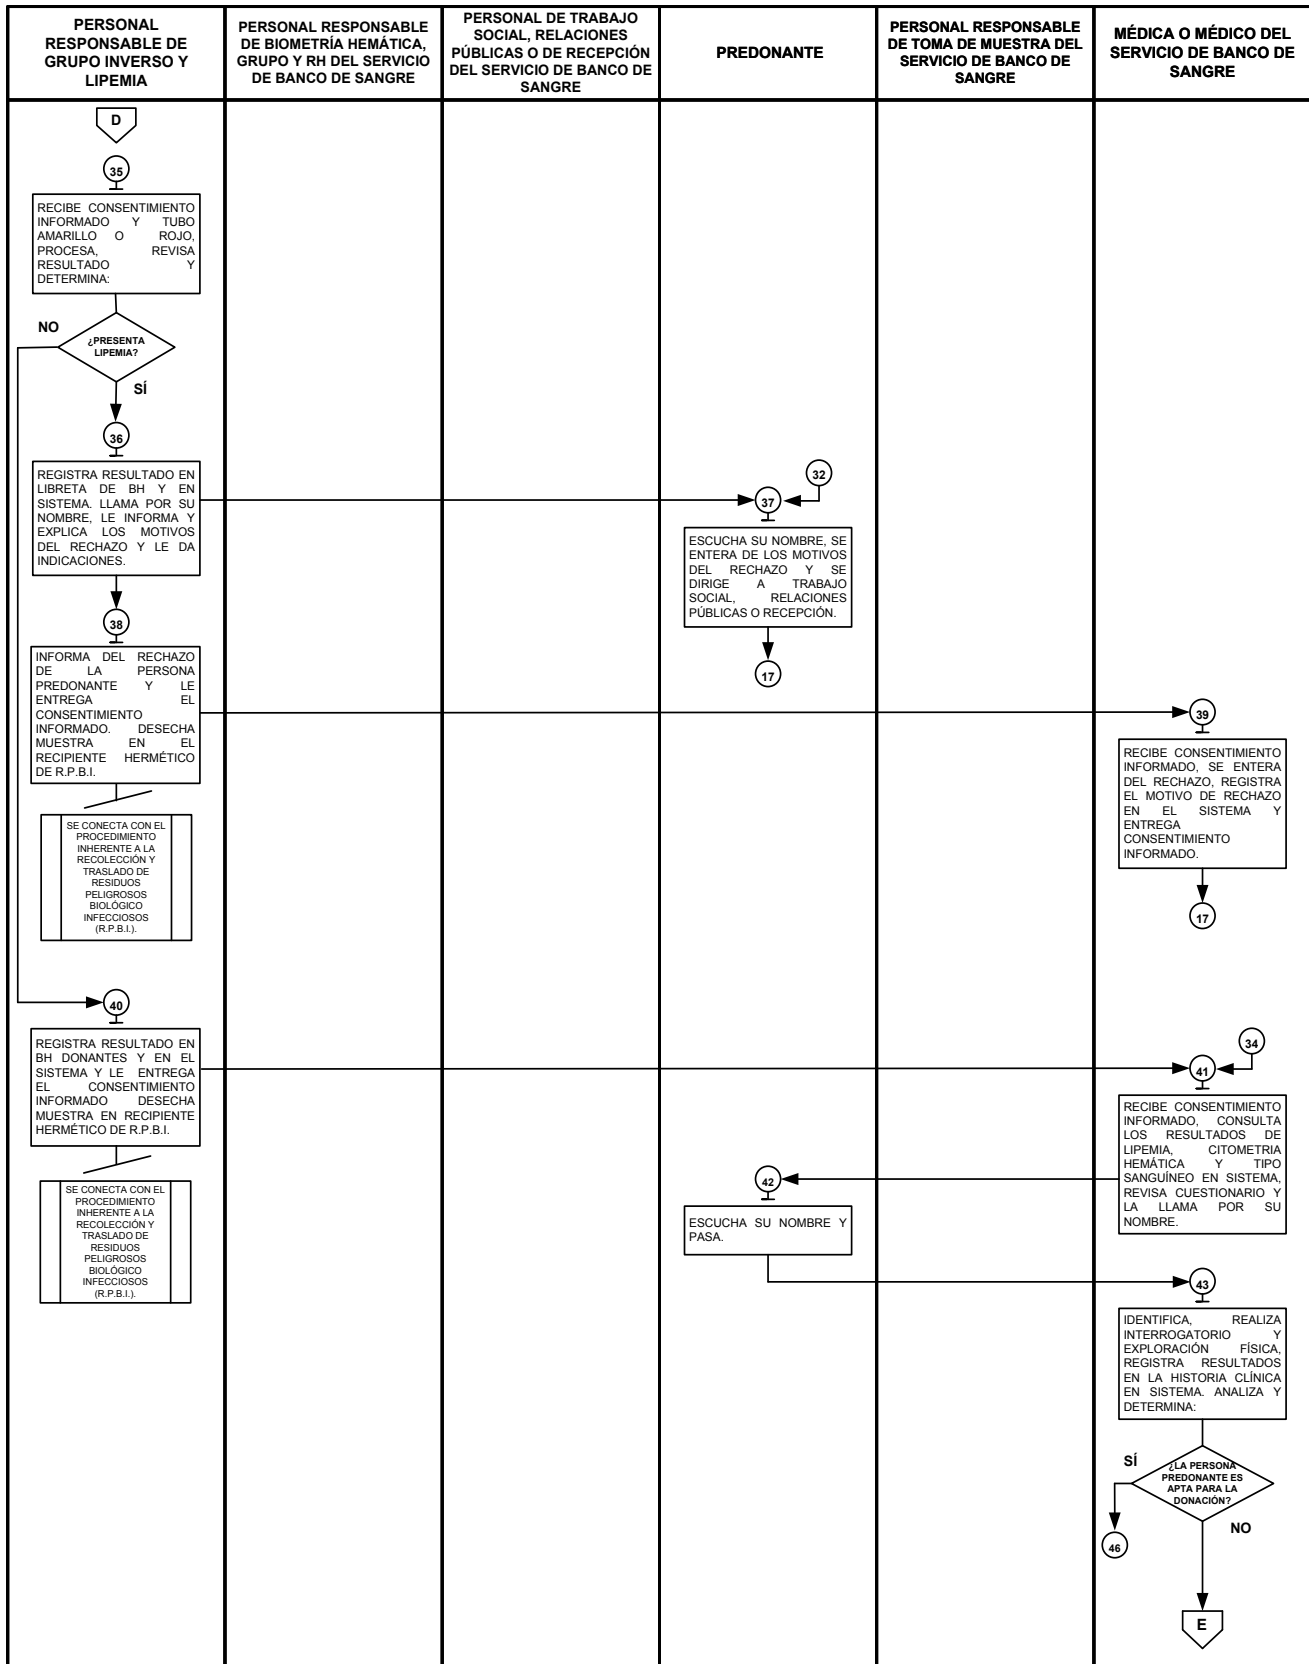 PERSONAL
RESPONSABLE DE
GRUPO INVERSO Y
LIPEMIA
PERSONAL RESPONSABLE
DE BIOMETRÍA HEMÁTICA,
GRUPO Y RH DEL SERVICIO
DE BANCO DE SANGRE
PERSONAL DE TRABAJO
SOCIAL, RELACIONES
PÚBLICAS O DE RECEPCIÓN
DEL SERVICIO DE BANCO DE
SANGRE
PREDONANTE
PERSONAL RESPONSABLE
DE TOMA DE MUESTRA DEL
SERVICIO DE BANCO DE
SANGRE
MÉDICA O MÉDICO DEL
SERVICIO DE BANCO DE
SANGRE
D
35
RECIBE CONSENTIMIENTO
INFORMADO Y TUBO
AMARILLO O ROJO,
PROCESA, REVISA
RESULTADO Y
DETERMINA:
NO
¿PRESENTA
LIPEMIA?
SÍ
36
REGISTRA RESULTADO EN
LIBRETA DE BH Y EN
SISTEMA. LLAMA POR SU
NOMBRE, LE INFORMA Y
EXPLICA LOS MOTIVOS
DEL RECHAZO Y LE DA
INDICACIONES.
32
37
ESCUCHA SU NOMBRE, SE
ENTERA DE LOS MOTIVOS
DEL RECHAZO Y SE
DIRIGE A TRABAJO
SOCIAL, RELACIONES
PÚBLICAS O RECEPCIÓN.
17
38
INFORMA DEL RECHAZO
DE LA PERSONA
PREDONANTE Y LE
ENTREGA EL
CONSENTIMIENTO
INFORMADO. DESECHA
MUESTRA EN EL
RECIPIENTE HERMÉTICO
DE R.P.B.I.
SE CONECTA CON EL
PROCEDIMIENTO
INHERENTE A LA
RECOLECCIÓN Y
TRASLADO DE
RESIDUOS
PELIGROSOS
BIOLÓGICO
INFECCIOSOS
(R.P.B.I.).
39
RECIBE CONSENTIMIENTO
INFORMADO, SE ENTERA
DEL RECHAZO, REGISTRA
EL MOTIVO DE RECHAZO
EN EL SISTEMA Y
ENTREGA
CONSENTIMIENTO
INFORMADO.
17
40
REGISTRA RESULTADO EN
BH DONANTES Y EN EL
SISTEMA Y LE ENTREGA
EL CONSENTIMIENTO
INFORMADO DESECHA
MUESTRA EN RECIPIENTE
HERMÉTICO DE R.P.B.I.
SE CONECTA CON EL
PROCEDIMIENTO
INHERENTE A LA
RECOLECCIÓN Y
TRASLADO DE
RESIDUOS
PELIGROSOS
BIOLÓGICO
INFECCIOSOS
(R.P.B.I.).
34
41
RECIBE CONSENTIMIENTO
INFORMADO, CONSULTA
LOS RESULTADOS DE
LIPEMIA, CITOMETRIA
HEMÁTICA Y TIPO
SANGUÍNEO EN SISTEMA,
REVISA CUESTIONARIO Y
LA LLAMA POR SU
NOMBRE.
42
ESCUCHA SU NOMBRE Y
PASA.
43
IDENTIFICA, REALIZA
INTERROGATORIO Y
EXPLORACIÓN FÍSICA,
REGISTRA RESULTADOS
EN LA HISTORIA CLÍNICA
EN SISTEMA. ANALIZA Y
DETERMINA:
SÍ
¿LA PERSONA
PREDONANTE ES
APTA PARA LA
DONACIÓN?
NO
46
E